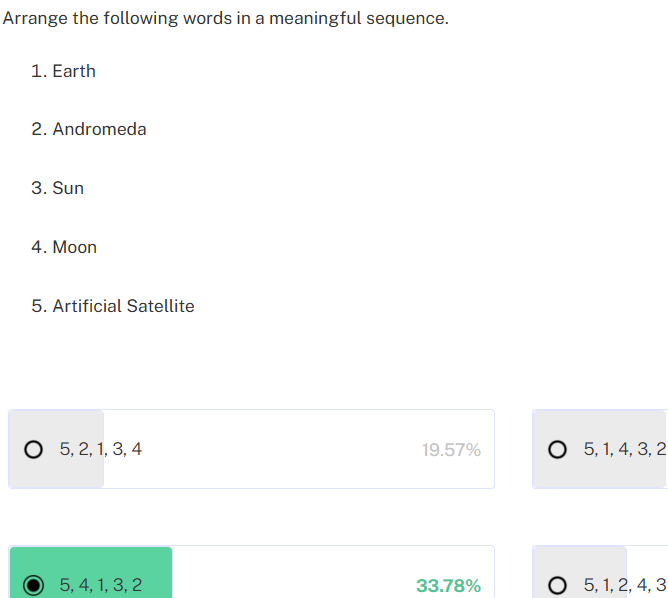 Arrange the following words in a meaningful sequence.
1. Earth
2. Andromeda
3. Sun
4. Moon
5. Artificial Satellite
5, 2, 1, 3, 4 19.57%
5, 1, 4, 3, 2
5, 4, 1, 3, 2 33.78%
5, 1, 2, 4, 3